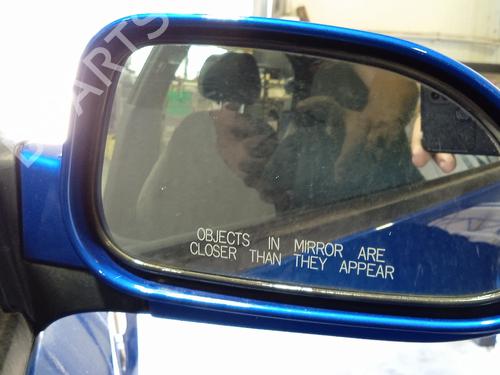 OBJECTS IN MIRROR ARE
CLOSER THAN THEY APPEAR